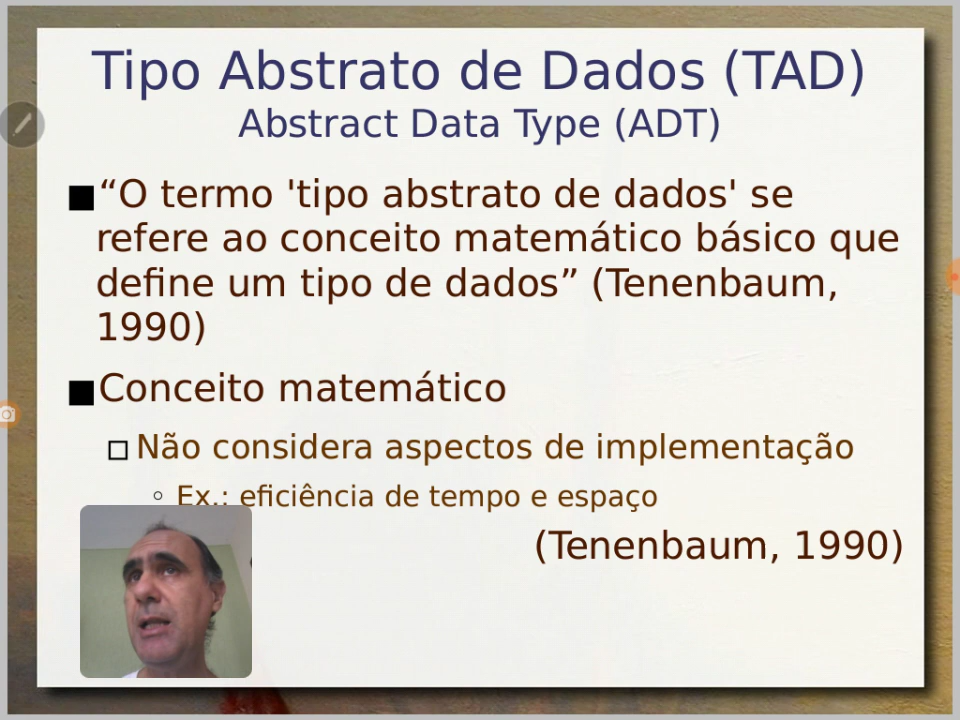 Tipo Abstrato de Dados (TAD)
Abstract Data Type (ADT)
“O termo 'tipo abstrato de dados' se
refere ao conceito matemático básico que
define um tipo de dados” (Tenenbaum,
1990)
Conceito matemático
Não considera aspectos de implementação
Ex.: eficiência de tempo e espaço
(Tenenbaum, 1990)